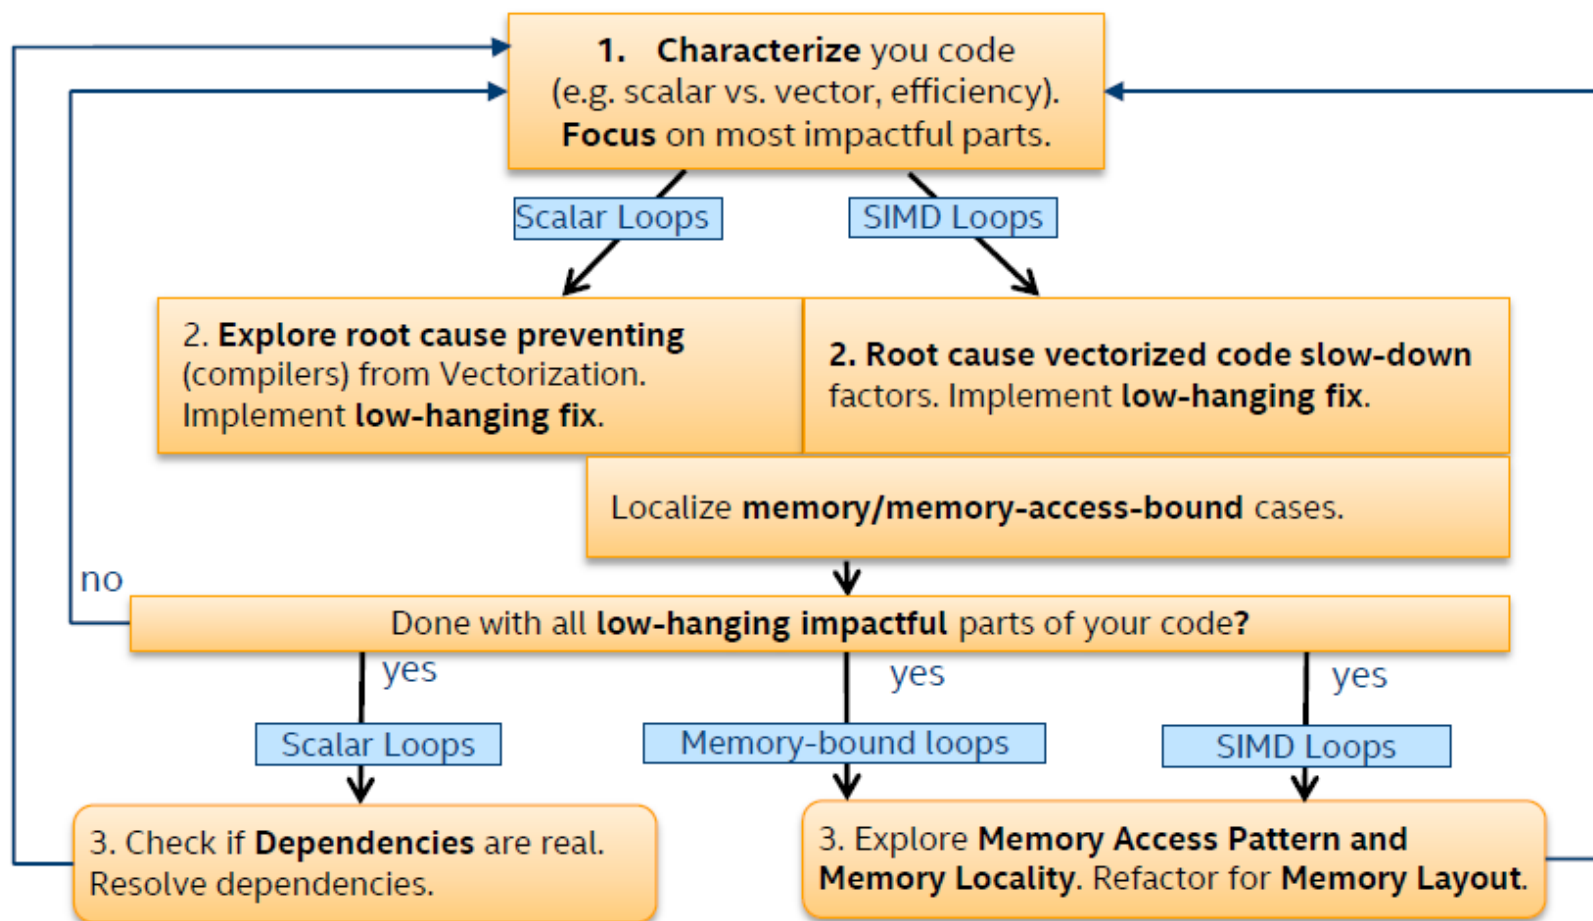 1. Characterize you code
(e.g. scalar vs. vector, efficiency).
Focus on most impactful parts.
Scalar Loops
SIMD Loops
2. Explore root cause preventing
(compilers) from Vectorization.
Implement low-hanging fix.
2. Root cause vectorized code slow-down
factors. Implement low-hanging fix.
Localize memory/memory-access-bound cases.
no
Done with all low-hanging impactful parts of your code?
yes
yes
yes
Scalar Loops
Memory-bound loops
SIMD Loops
3. Check if Dependencies are real.
Resolve dependencies.
3. Explore Memory Access Pattern and
Memory Locality. Refactor for Memory Layout.